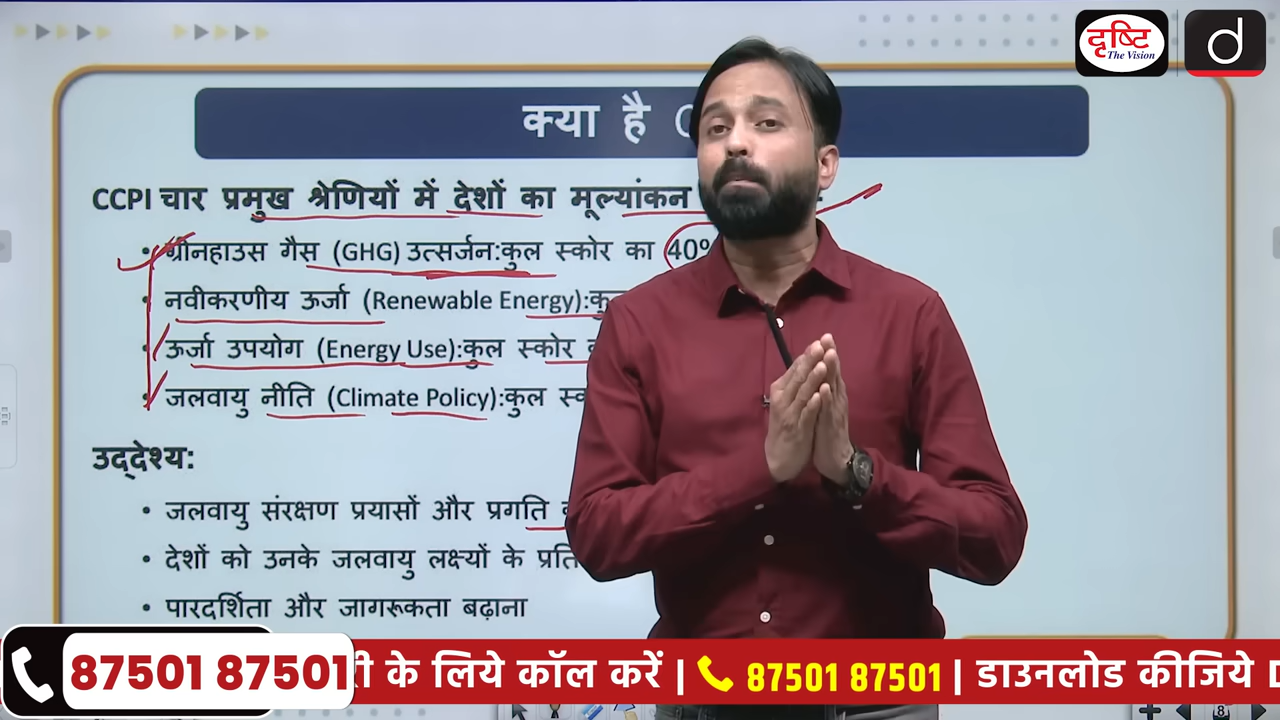 दृष्टि
The Vision
d
क्या है
CCPI चार प्रमुख श्रेणियों में देशों का मूल्यांकन
• ग्रीनहाउस गैस (GHG) उत्सर्जन:कुल स्कोर का 40%
• नवीकरणीय ऊर्जा (Renewable Energy):कुल
• ऊर्जा उपयोग (Energy Use):कुल स्कोर
• जलवायु नीति (Climate Policy):कुल
उद्देश्य:
• जलवायु संरक्षण प्रयासों और प्रगति
• देशों को उनके जलवायु लक्ष्यों के
• पारदर्शिता और जागरूकता बढ़ाना
87501 87501 के लिये कॉल करें | 87501 87501 | डाउनलोड कीजिये
8